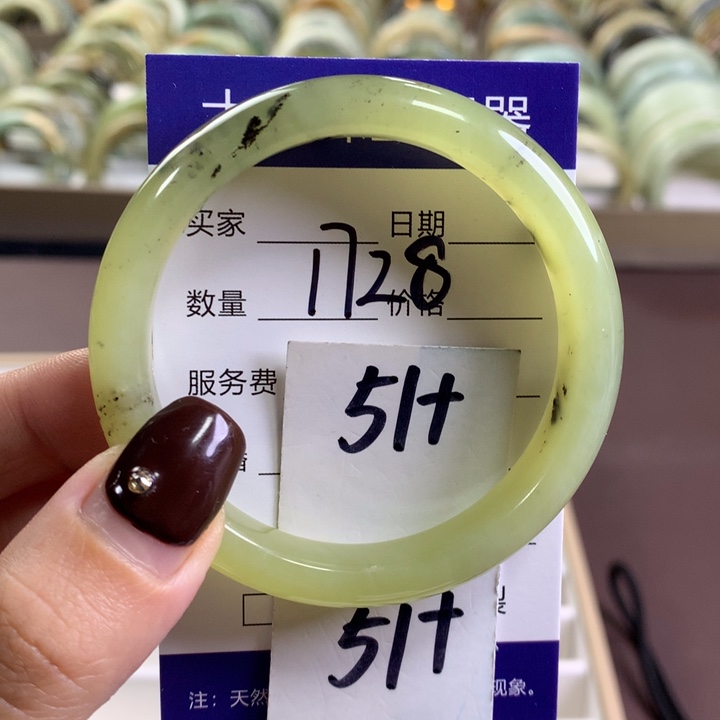 器
买家 日期
1728
数量 价格
服务费
51+
51+
注：天然 现象。